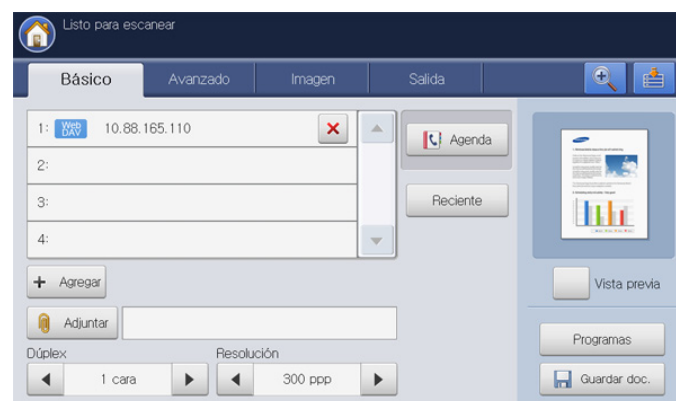 Listo para escanear
Básico
Avanzado
Imagen
Salida
1: Web DAV 10.88.165.110
2:
3:
4:
Agenda
Reciente
+ Agregar
Adjuntar
Dúplex
Resolución
1 cara
300 ppp
Vista previa
Programas
Guardar doc.